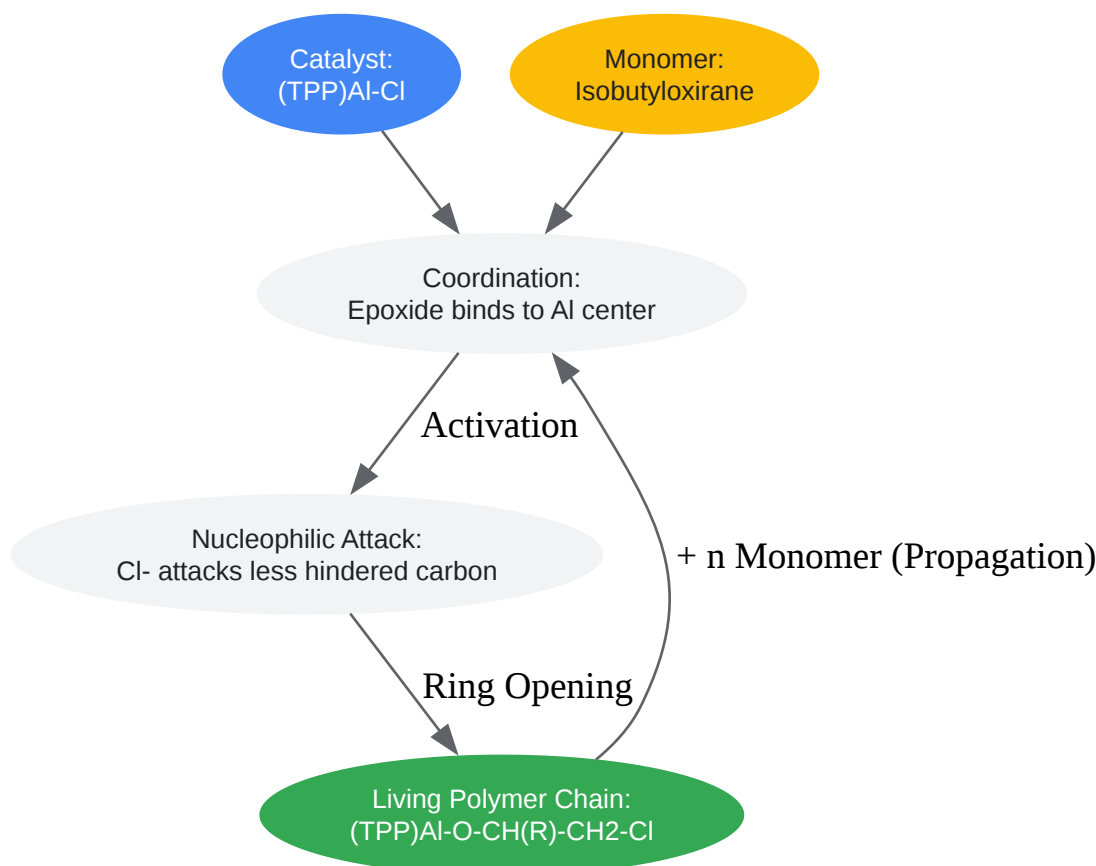 Catalyst:
(TPP)Al-Cl
Monomer:
Isobutyloxirane
Coordination:
Epoxide binds to Al center
Activation
Nucleophilic Attack:
Cl- attacks less hindered carbon
+ n Monomer (Propagation)
Ring Opening
Living Polymer Chain:
(TPP)Al-O-CH(R)-CH2-Cl